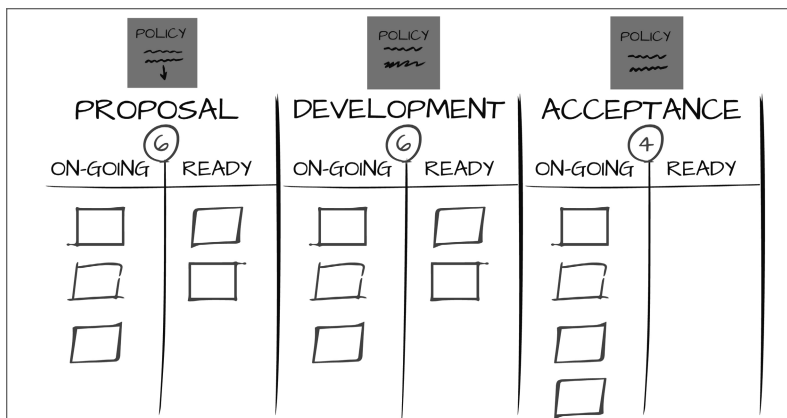 POLICY
POLICY
POLICY
PROPOSAL
DEVELOPMENT
ACCEPTANCE
6
6
4
ON-GOING
READY
ON-GOING
READY
ON-GOING
READY